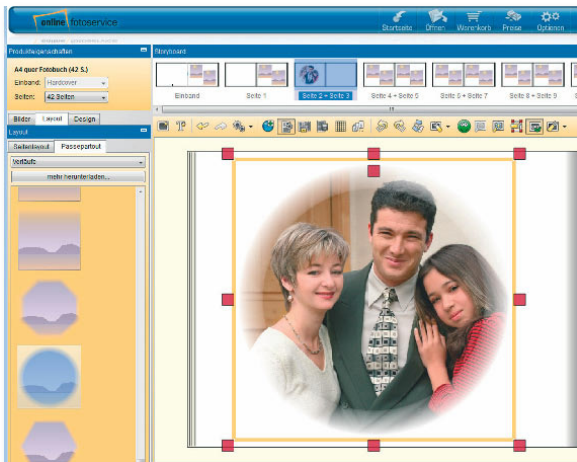 online fotoservice
Startseite Öffnen Warenkorb Preise Optionen
Produkteigenschaften
Storyboard
A4 quer Fotobuch (42 S.)
Einband: Hardcover
Seiten: 42 Seiten
Einband Seite 1 Seite 2 + Seite 3 Seite 4 + Seite 5 Seite 6 + Seite 7 Seite 8 + Seite 9
Bilder Layout Design
Layout
Seitenlayout Passepartout
Verläufe
mehr herunterladen...